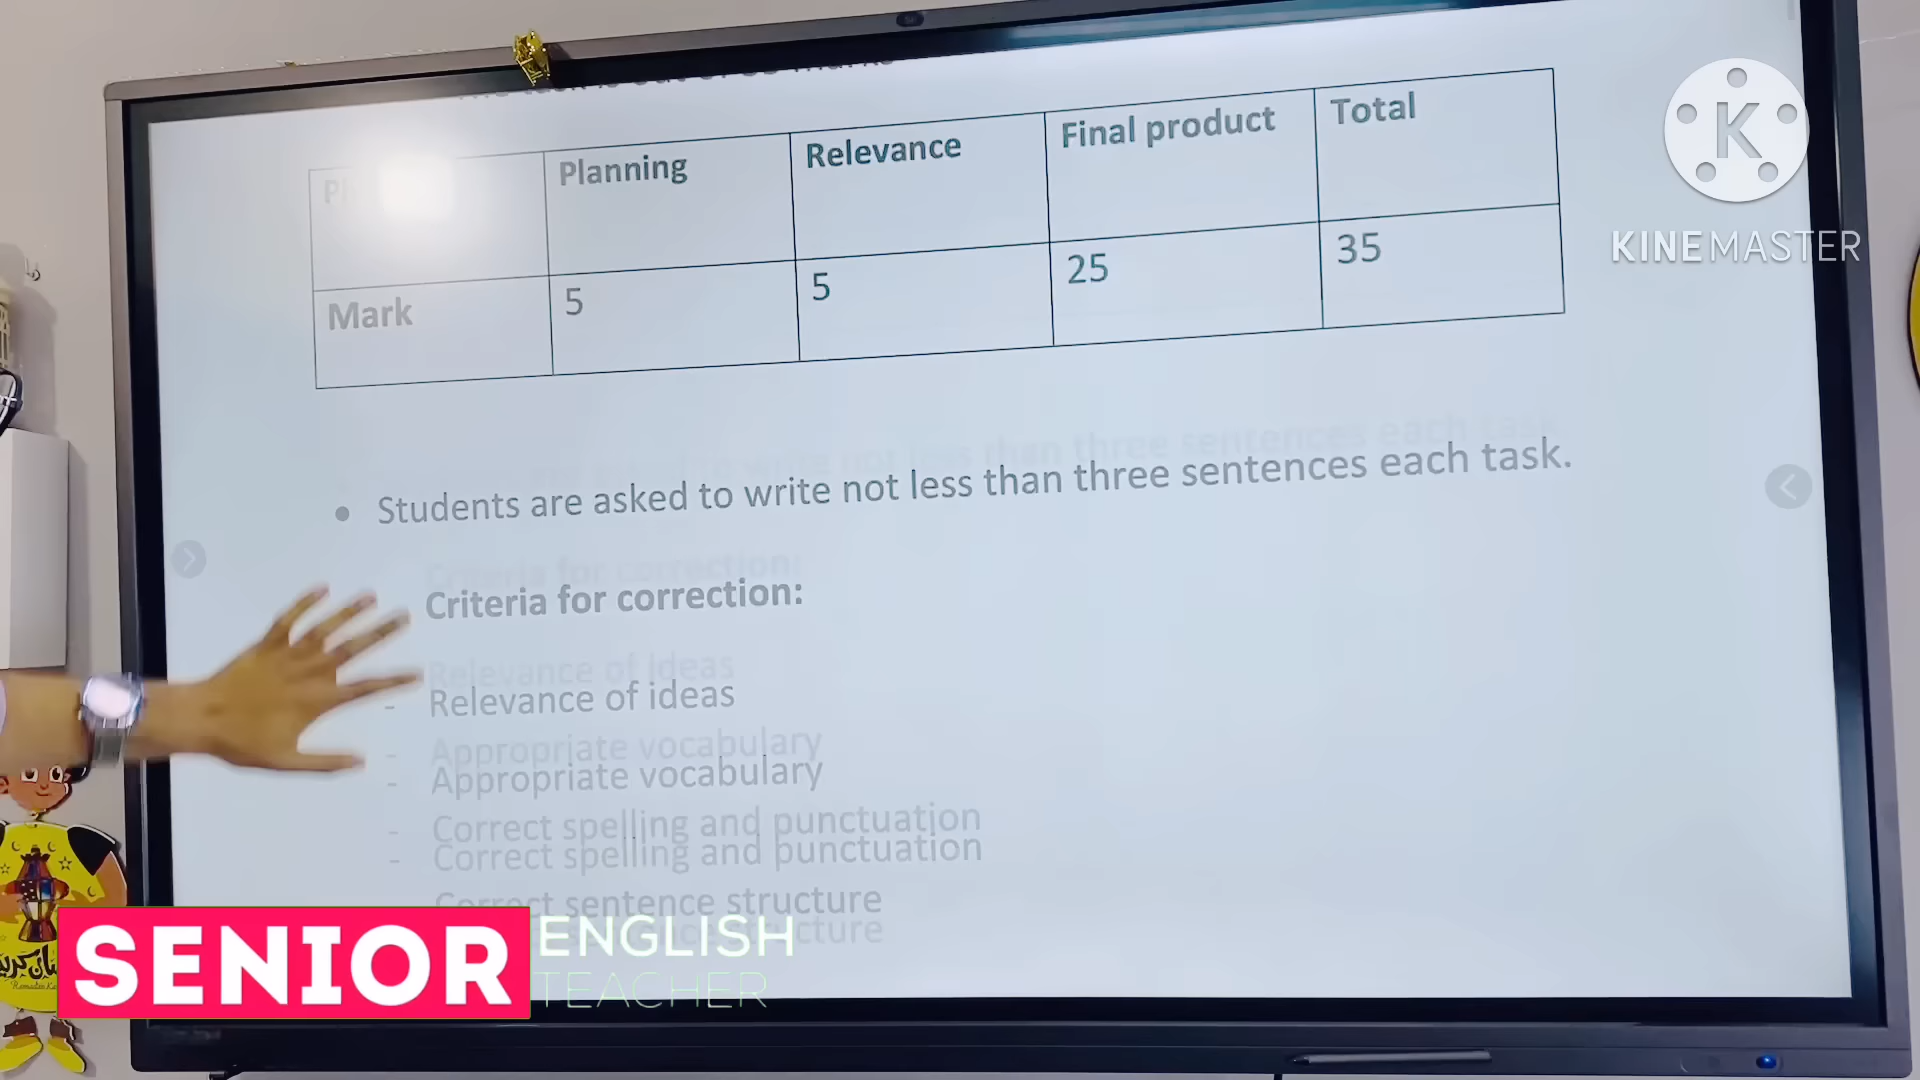 Planning
Relevance
Final product
Total
Mark
5
5
25
35
• Students are asked to write not less than three sentences each task.
Criteria for correction:
- Relevance of ideas
- Appropriate vocabulary
- Correct spelling and punctuation
Correct sentence structure
K
KINEMASTER
SENIOR
ENGLISH
TEACHER